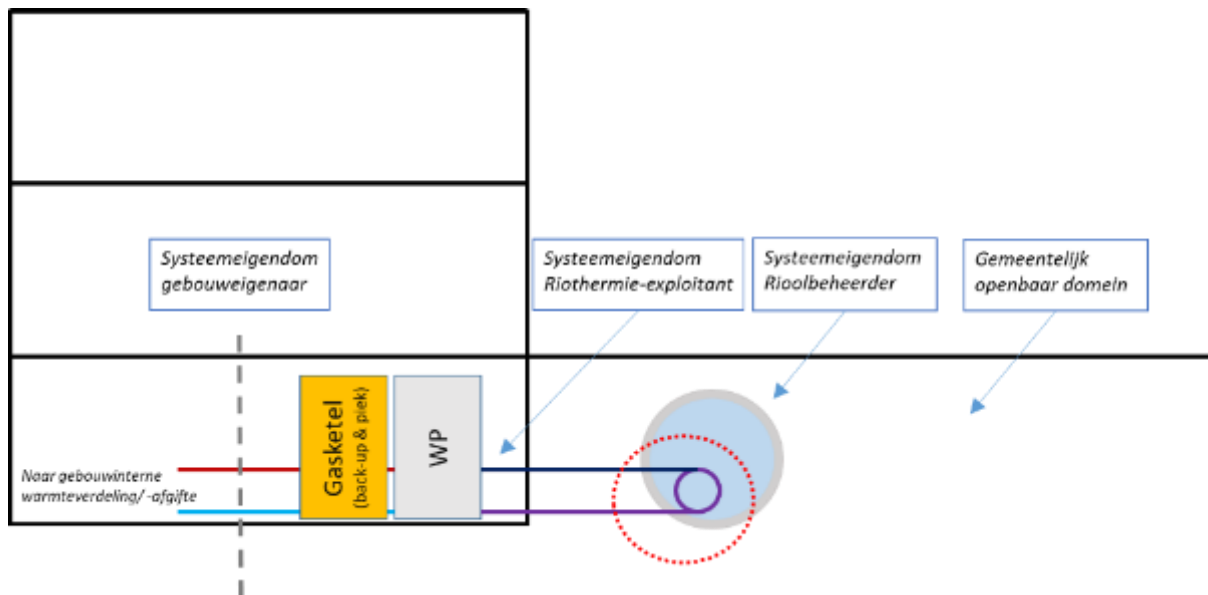 Systeemeigendom
gebouweigenaar
Systeemeigendom
Riothermie-exploitant
Systeemeigendom
Rioolbeheerder
Gemeentelijk
openbaar domein
Gasketel
(back-up & piek)
WP
Naar gebouwinterne
warmteverdeling/ -afgifte